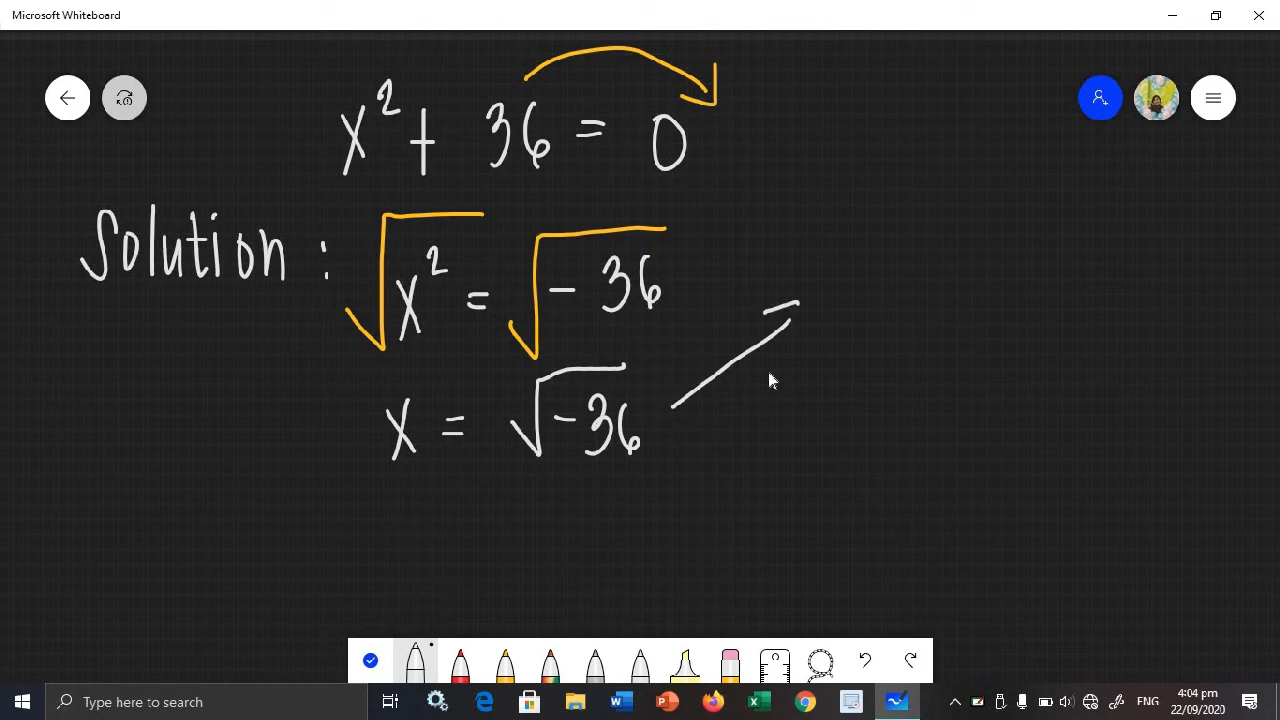 Microsoft Whiteboard
x² + 36 = 0
Solution: √x² = √-36
x = √-36
Type here to search
ENG
4:04 pm
22/09/2020